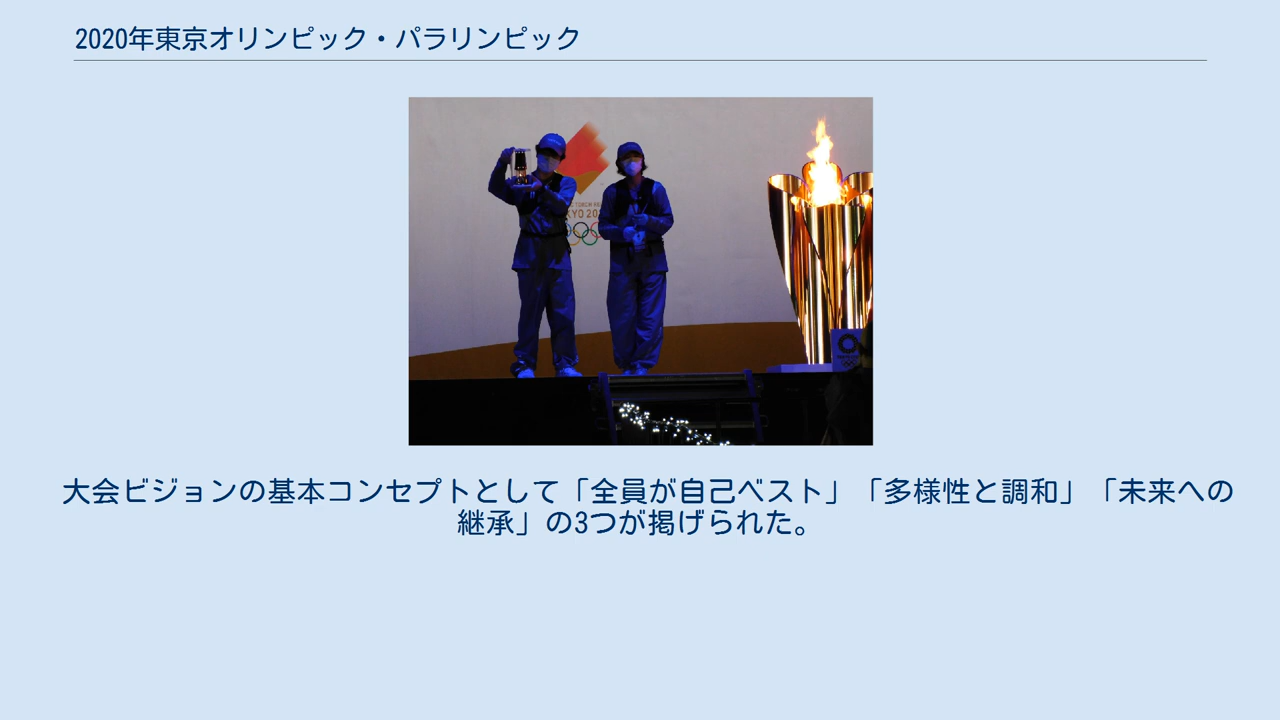 2020年東京オリンピック・パラリンピック
大会ビジョンの基本コンセプトとして「全員が自己ベスト」「多様性と調和」「未来への
継承」の3つが掲げられた。